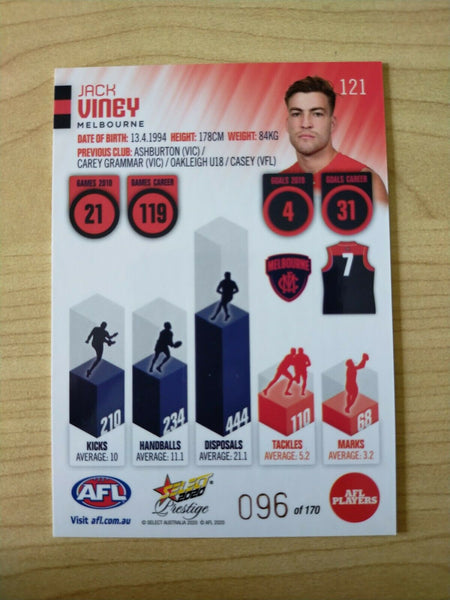 JACK
VINEY
MELBOURNE
121
DATE OF BIRTH: 13.4.1994 HEIGHT: 178CM WEIGHT: 84KG
PREVIOUS CLUB: ASHBURTON (VIC) /
CAREY GRAMMAR (VIC) / OAKLEIGH U18 / CASEY (VFL)
GAMES 2019 GAMES CAREER GOALS 2019 GOALS CAREER
21 119 4 31
MELBOURNE
MFC
7
210 234 444 110 68
KICKS HANDBALLS DISPOSALS TACKLES MARKS
AVERAGE: 10 AVERAGE: 11.1 AVERAGE: 21.1 AVERAGE: 5.2 AVERAGE: 3.2
AFL
Visit afl.com.au
SELECT
2020
Prestige
© SELECT AUSTRALIA 2020 © AFL 2020
096 of 170
AFL
PLAYERS